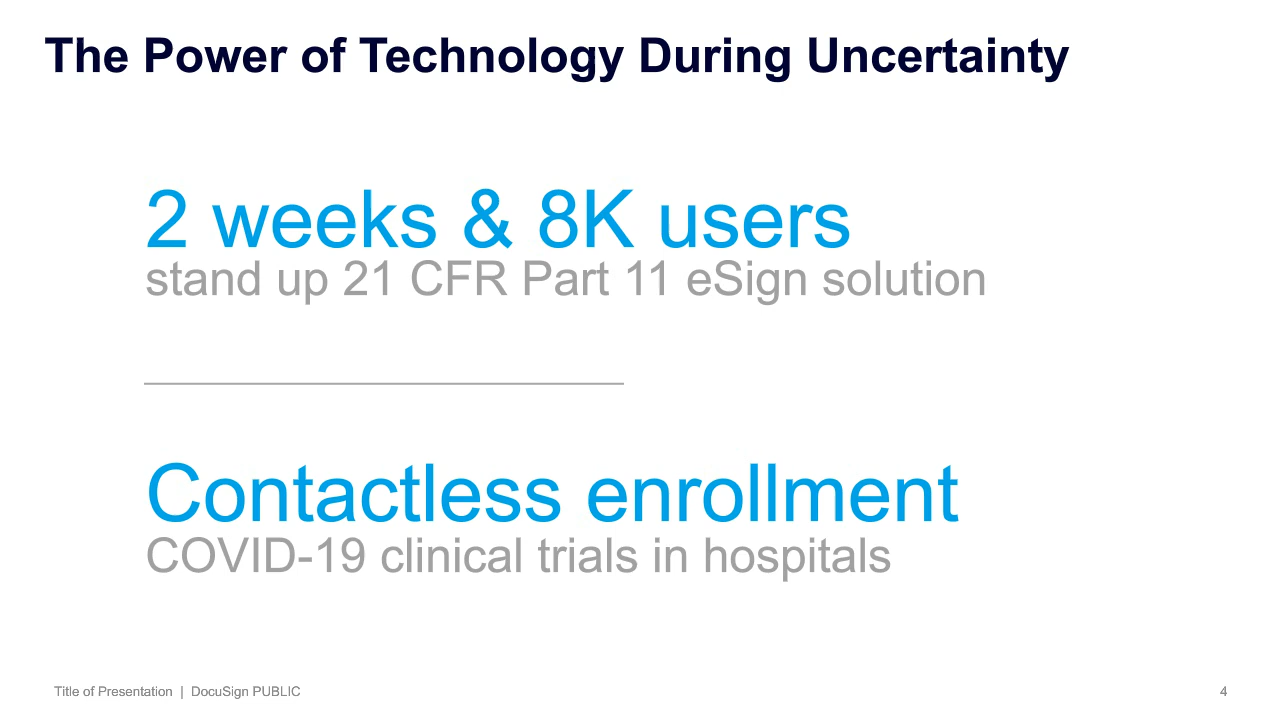 The Power of Technology During Uncertainty
2 weeks & 8K users
stand up 21 CFR Part 11 eSign solution
Contactless enrollment
COVID-19 clinical trials in hospitals
Title of Presentation | DocuSign PUBLIC
4